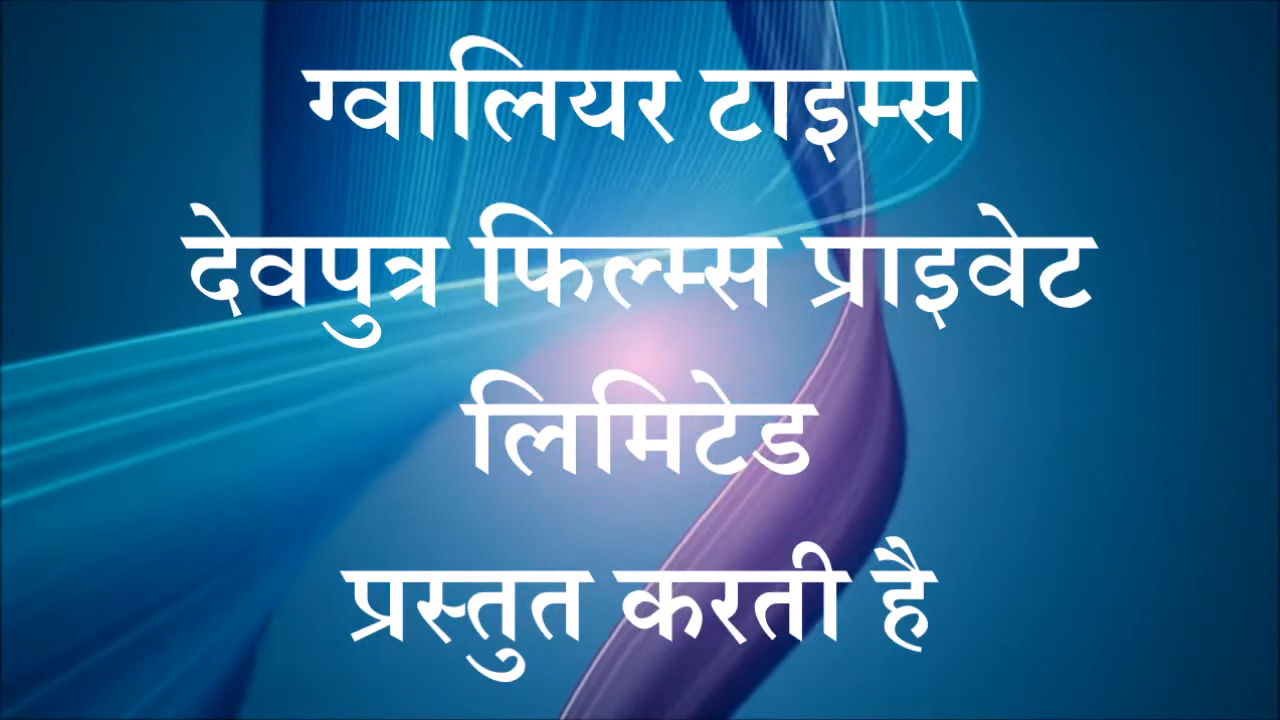 ग्वालियर टाइम्स
देवपुत्र फिल्म्स प्राइवेट
लिमिटेड
प्रस्तुत करती है